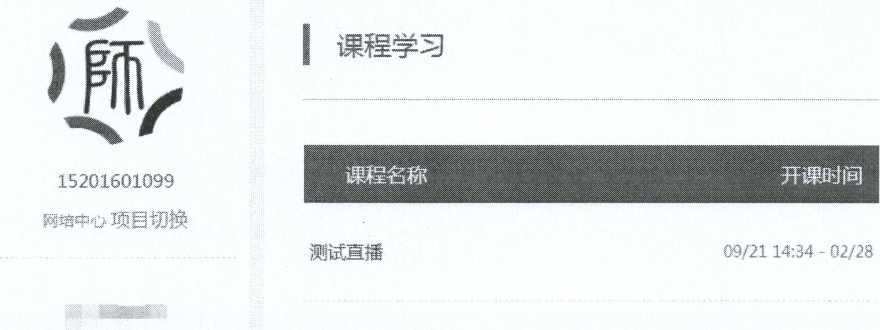 師
15201601099
网培中心 项目切换
课程学习
课程名称 开课时间
测试直播 09/21 14:34 - 02/28